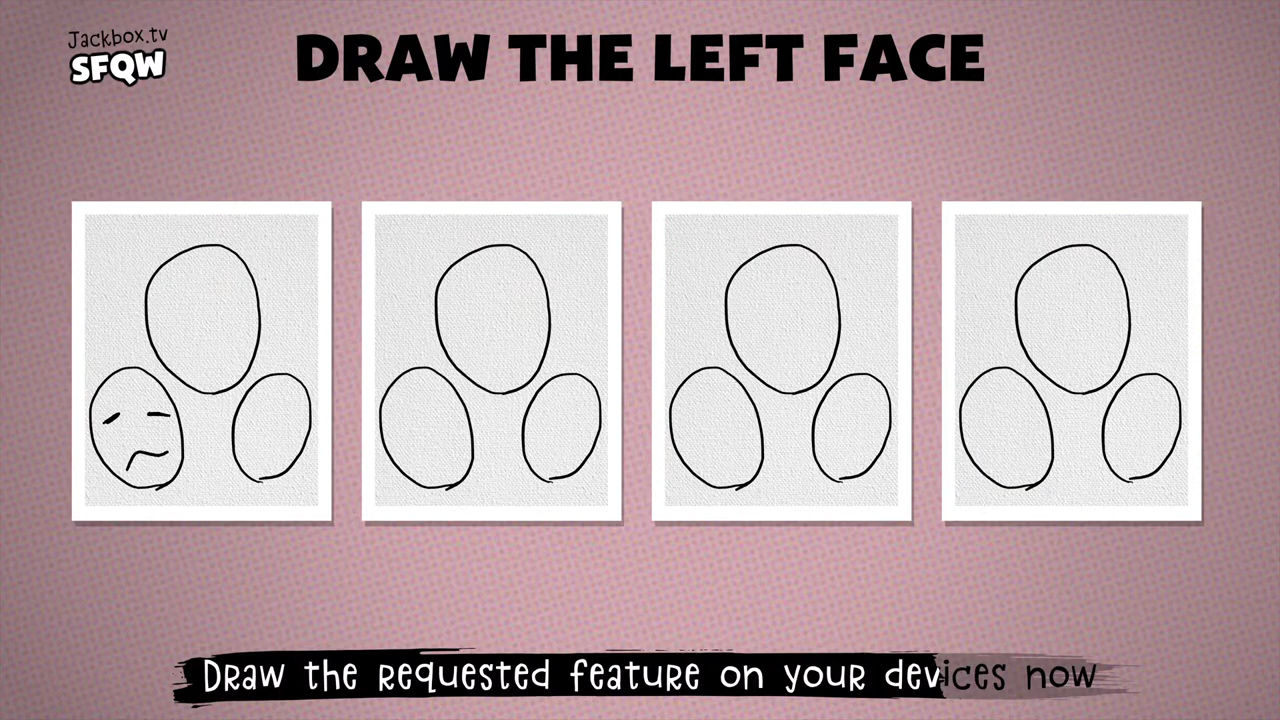 Jackbox.tv
SFQW
DRAW THE LEFT FACE
Draw the requested feature on your devices now